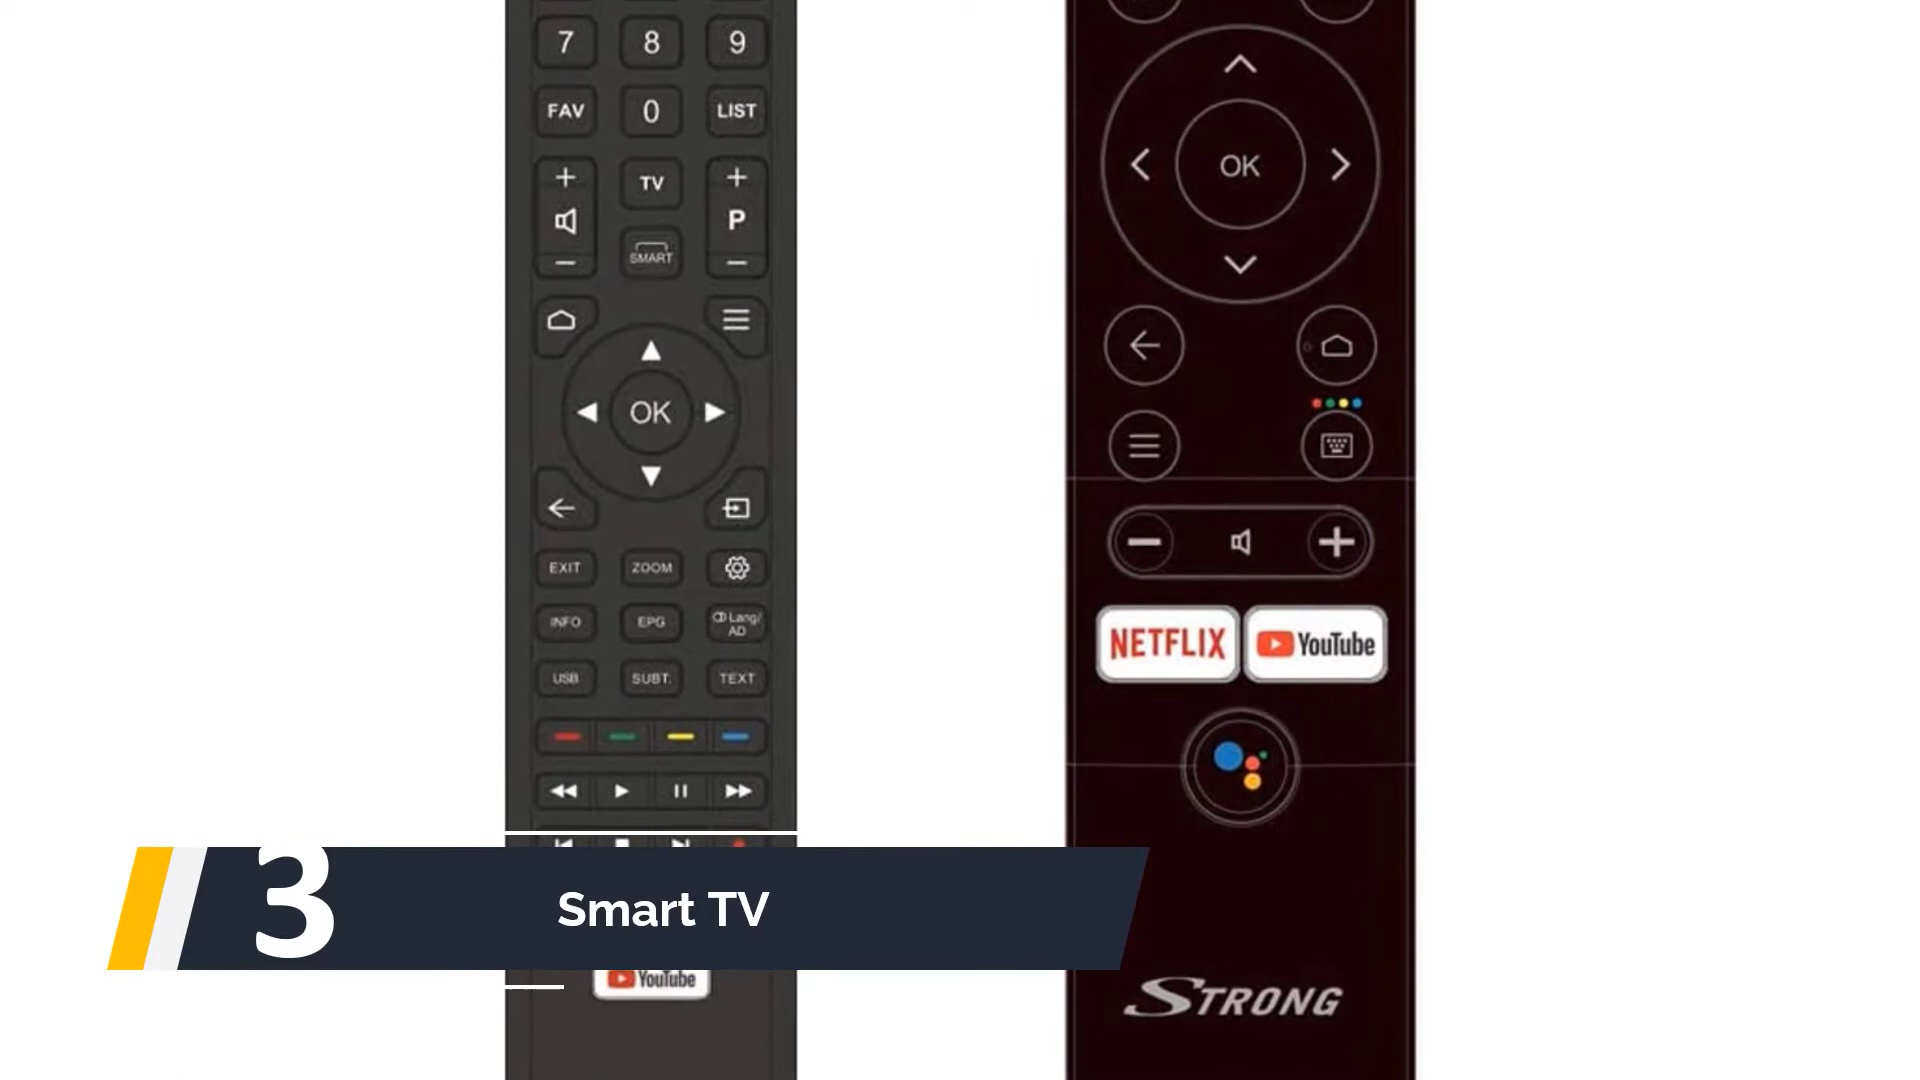 7 8 9
FAV 0 LIST
+ TV +
P
SMART
− −
OK
EXIT ZOOM
INFO EPG Lang/
AD
USB SUBT. TEXT
YouTube
OK
− +
NETFLIX YouTube
STRONG
3 Smart TV